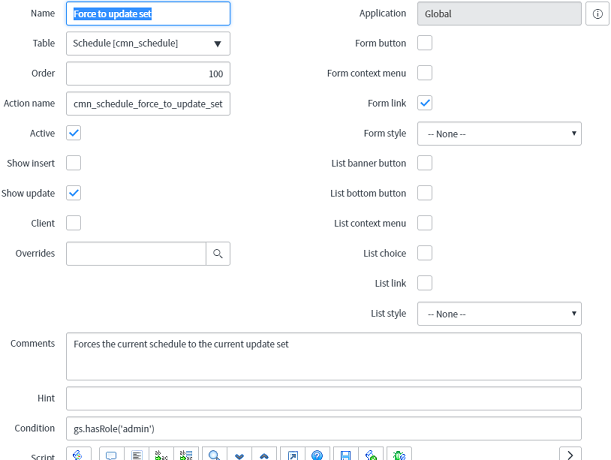 Name Force to update set Application Global
Table Schedule [cmn_schedule] Form button
Order 100 Form context menu
Action name cmn_schedule_force_to_update_set Form link
Active Form style -- None --
Show insert List banner button
Show update List bottom button
Client List context menu
Overrides List choice
List link
List style -- None --
Comments Forces the current schedule to the current update set
Hint
Condition gs.hasRole('admin')
Script